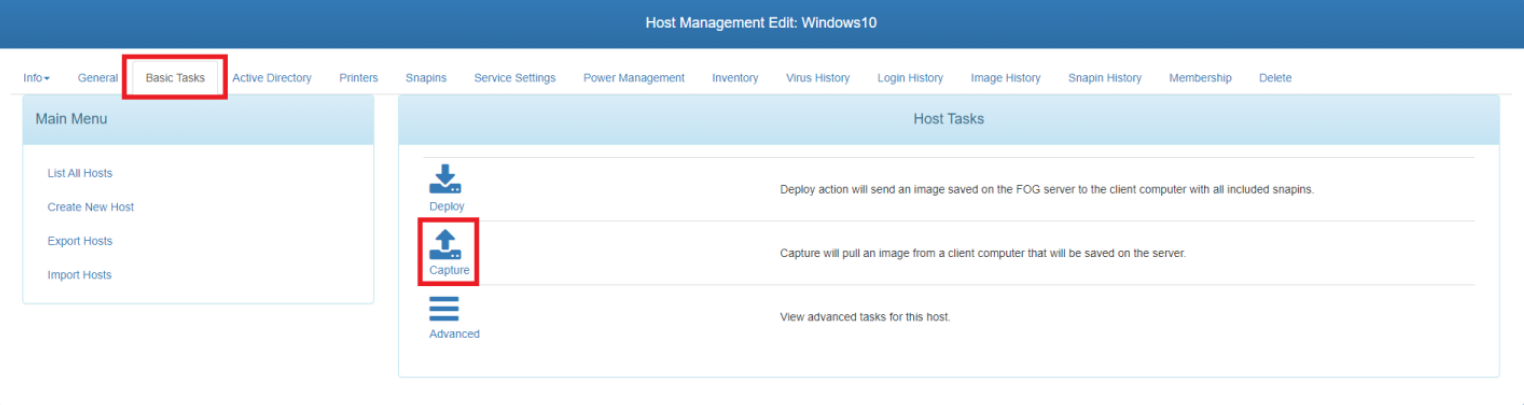 Host Management Edit: Windows10
Info General Basic Tasks Active Directory Printers Snapins Service Settings Power Management Inventory Virus History Login History Image History Snapin History Membership Delete
Main Menu
List All Hosts
Create New Host
Export Hosts
Import Hosts
Host Tasks
Deploy
Deploy action will send an image saved on the FOG server to the client computer with all included snapins.
Capture
Capture will pull an image from a client computer that will be saved on the server.
Advanced
View advanced tasks for this host.